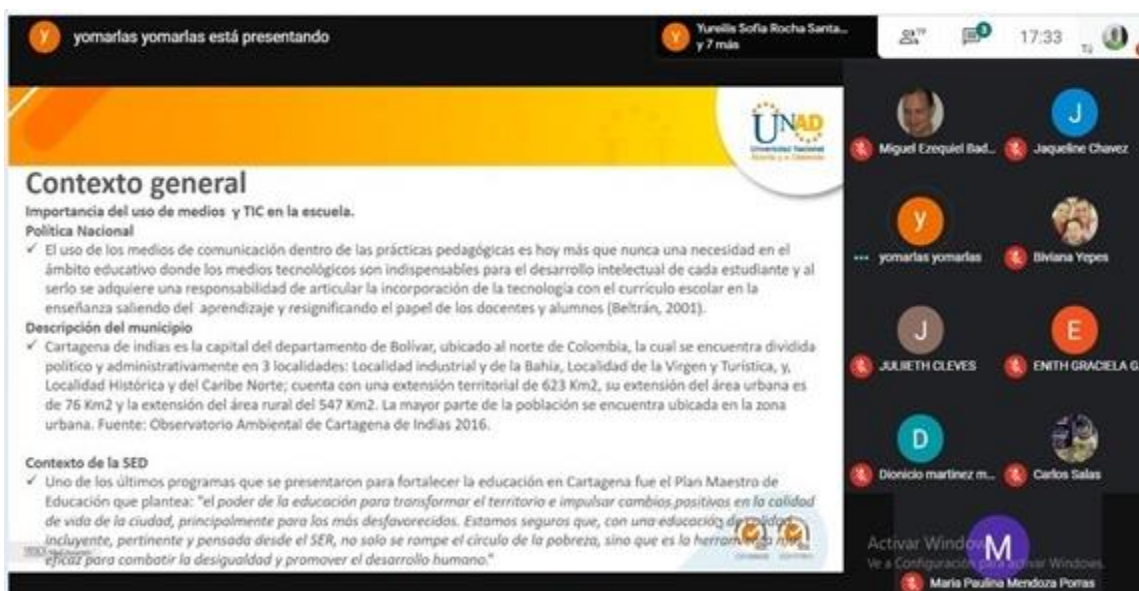 y yomarlas yomarlas está presentando
Y Yureilis Sofia Rocha Santa...
y 7 más
3
17:33
Tú
UNAD
Universidad Nacional
Abierta y a Distancia
Contexto general
Importancia del uso de medios y TIC en la escuela.
Política Nacional
✓ El uso de los medios de comunicación dentro de las prácticas pedagógicas es hoy más que nunca una necesidad en el
ámbito educativo donde los medios tecnológicos son indispensables para el desarrollo intelectual de cada estudiante y al
serlo se adquiere una responsabilidad de articular la incorporación de la tecnología con el currículo escolar en la
enseñanza saliendo del aprendizaje y resignificando el papel de los docentes y alumnos (Beltrán, 2001).
Descripción del municipio
✓ Cartagena de indias es la capital del departamento de Bolívar, ubicado al norte de Colombia, la cual se encuentra dividida
político y administrativamente en 3 localidades: Localidad industrial y de la Bahía, Localidad de la Virgen y Turística, y,
Localidad Histórica y del Caribe Norte; cuenta con una extensión territorial de 623 Km2, su extensión del área urbana es
de 76 Km2 y la extensión del área rural del 547 Km2. La mayor parte de la población se encuentra ubicada en la zona
urbana. Fuente: Observatorio Ambiental de Cartagena de Indias 2016.
Contexto de la SED
✓ Uno de los últimos programas que se presentaron para fortalecer la educación en Cartagena fue el Plan Maestro de
Educación que plantea: "el poder de la educación para transformar el territorio e impulsar cambios positivos en la calidad
de vida de la ciudad, principalmente para los más desfavorecidos. Estamos seguros que, con una educación de calidad,
incluyente, pertinente y pensada desde el SER, no solo se rompe el círculo de la pobreza, sino que es la herramienta más
eficaz para combatir la desigualdad y promover el desarrollo humano."
Miguel Ezequiel Bad...
J
Jaqueline Chavez
y
yomarlas yomarlas
Biviana Yepes
J
JULIIETH CLEVES
E
ENITH GRACIELA G
D
Dionicio martinez m...
Carlos Salas
Activar Windows
Ve a Configuración para activar Windows.
M
Maria Paulina Mendoza Porras